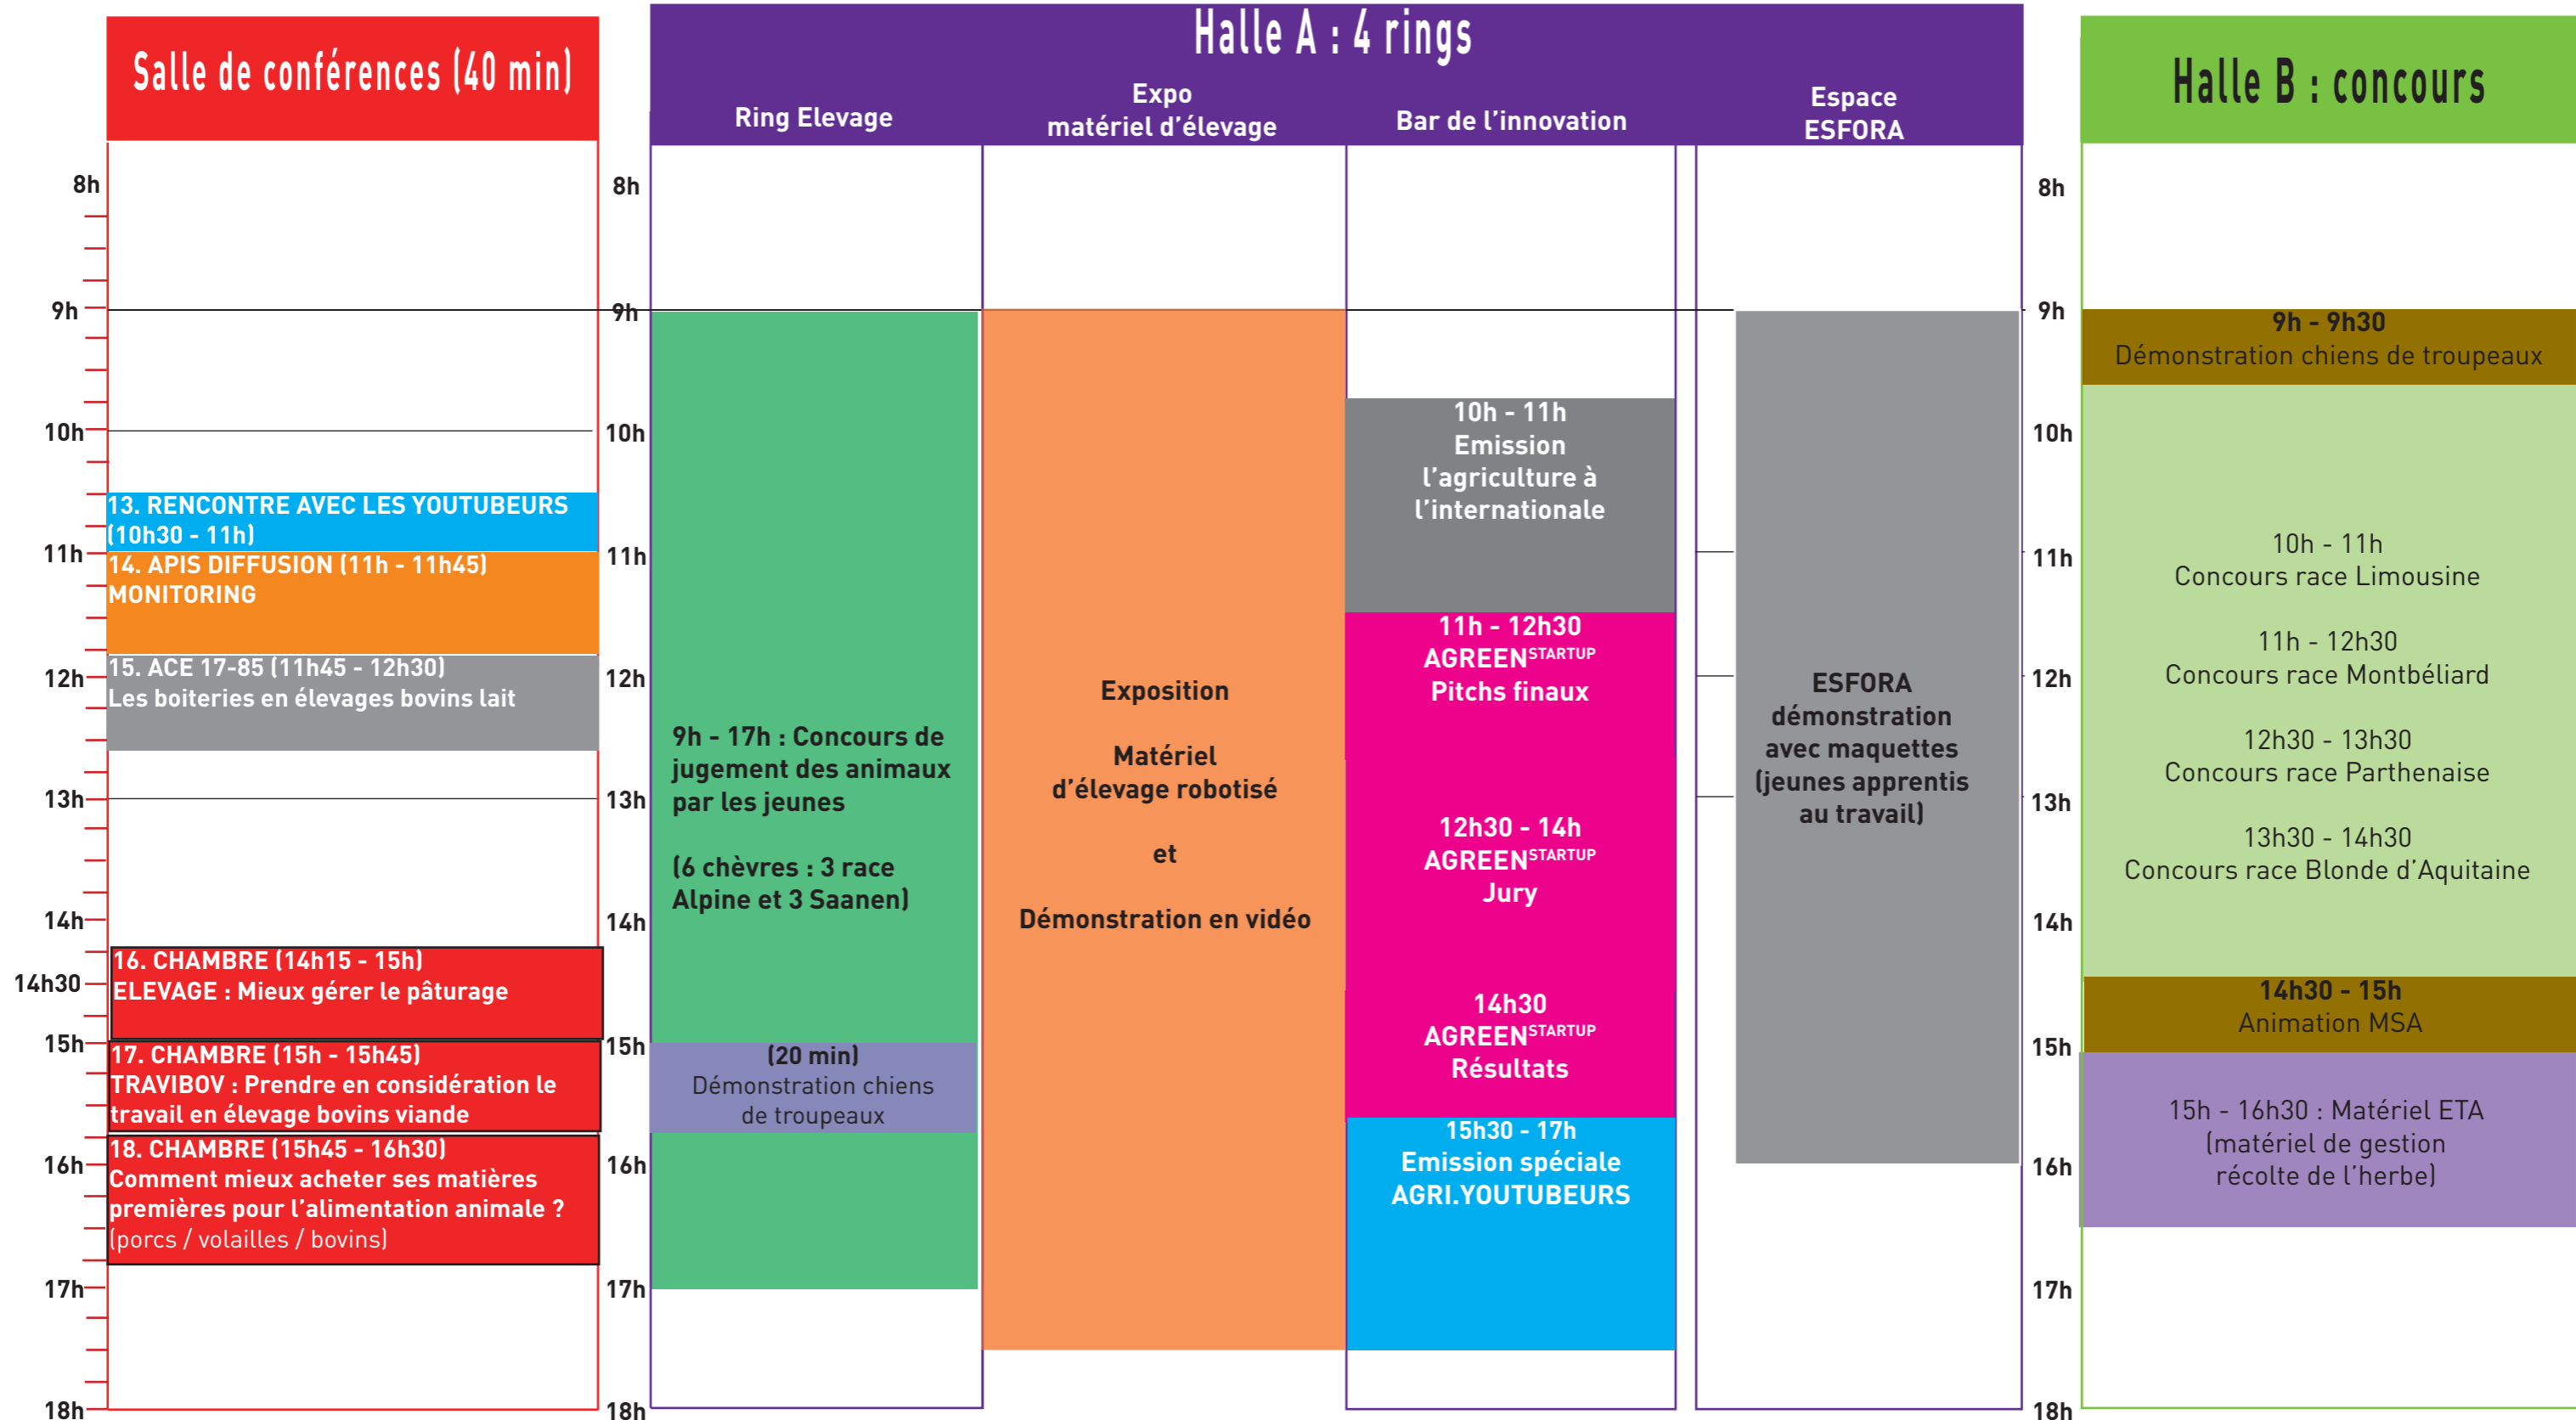 Salle de conférences (40 min)
8h
9h
10h
11h
12h
13h
14h
14h30
15h
16h
17h
18h
13. RENCONTRE AVEC LES YOUTUBEURS
(10h30 - 11h)
14. APIS DIFFUSION (11h - 11h45)
MONITORING
15. ACE 17-85 (11h45 - 12h30)
Les boiteries en élevages bovins lait
16. CHAMBRE (14h15 - 15h)
ELEVAGE : Mieux gérer le pâturage
17. CHAMBRE (15h - 15h45)
TRAVIBOV : Prendre en considération le
travail en élevage bovins viande
18. CHAMBRE (15h45 - 16h30)
Comment mieux acheter ses matières
premières pour l'alimentation animale ?
(porcs / volailles / bovins)
Halle A : 4 rings
8h
9h
10h
11h
12h
13h
14h
15h
16h
17h
18h
Ring Elevage
9h - 17h : Concours de
jugement des animaux
par les jeunes
(6 chèvres : 3 race
Alpine et 3 Saanen)
(20 min)
Démonstration chiens
de troupeaux
Expo
matériel d'élevage
Exposition
Matériel
d'élevage robotisé
et
Démonstration en vidéo
Bar de l'innovation
10h - 11h
Emission
l'agriculture à
l'internationale
11h - 12h30
AGREENSTARTUP
Pitchs finaux
12h30 - 14h
AGREENSTARTUP
Jury
14h30
AGREENSTARTUP
Résultats
15h30 - 17h
Emission spéciale
AGRI.YOUTUBEURS
Espace
ESFORA
ESFORA
démonstration
avec maquettes
(jeunes apprentis
au travail)
Halle B : concours
8h
9h
10h
11h
12h
13h
14h
15h
16h
17h
18h
9h - 9h30
Démonstration chiens de troupeaux
10h - 11h
Concours race Limousine
11h - 12h30
Concours race Montbéliard
12h30 - 13h30
Concours race Parthenaise
13h30 - 14h30
Concours race Blonde d'Aquitaine
14h30 - 15h
Animation MSA
15h - 16h30 : Matériel ETA
(matériel de gestion
récolte de l'herbe)